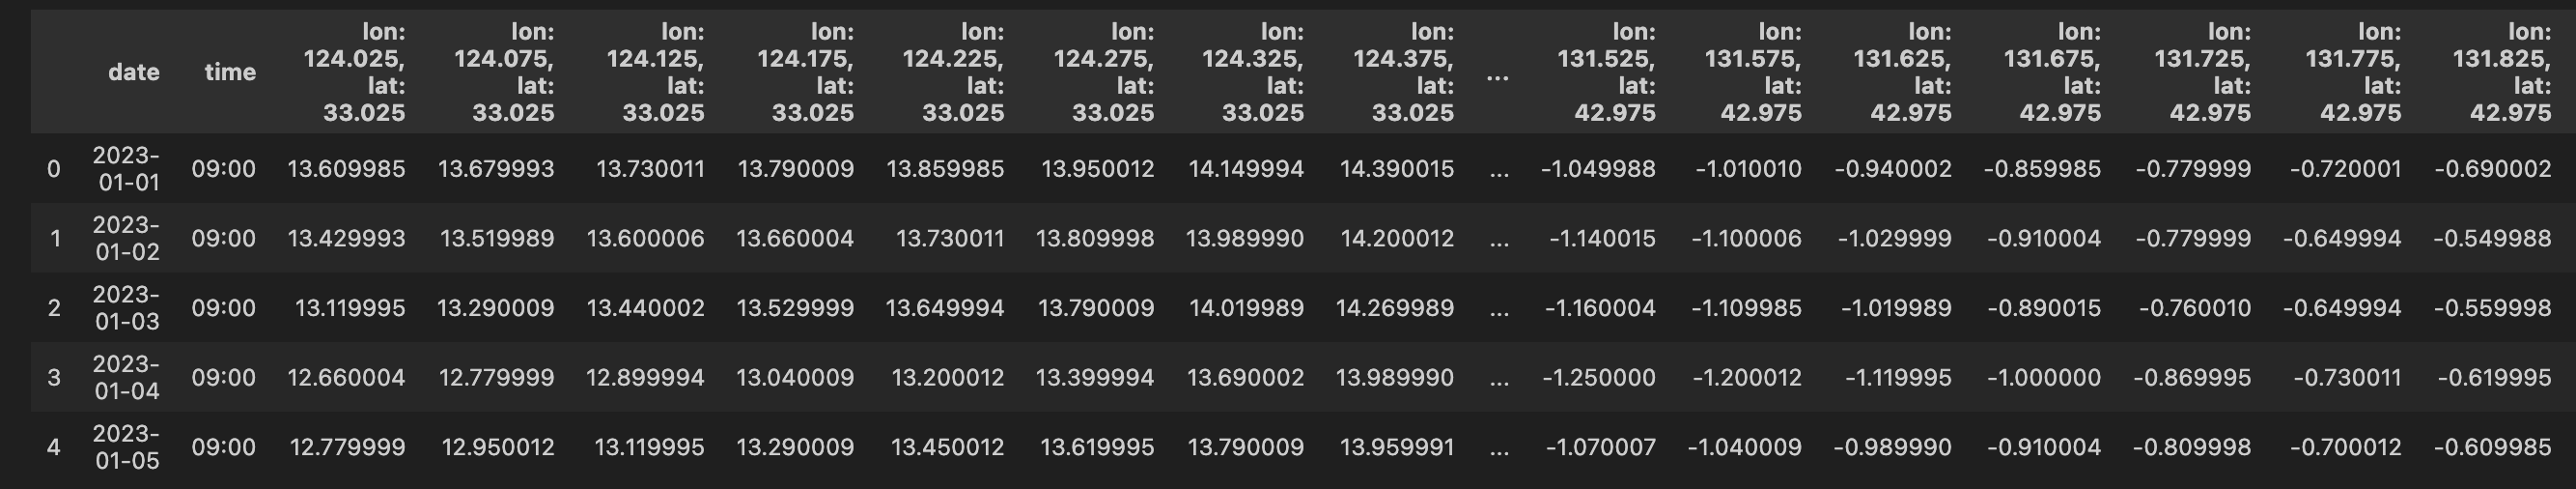 date time lon: 124.025, lat: 33.025 lon: 124.075, lat: 33.025 lon: 124.125, lat: 33.025 lon: 124.175, lat: 33.025 lon: 124.225, lat: 33.025 lon: 124.275, lat: 33.025 lon: 124.325, lat: 33.025 lon: 124.375, lat: 33.025 ... lon: 131.525, lat: 42.975 lon: 131.575, lat: 42.975 lon: 131.625, lat: 42.975 lon: 131.675, lat: 42.975 lon: 131.725, lat: 42.975 lon: 131.775, lat: 42.975 lon: 131.825, lat: 42.975
0 2023-01-01 09:00 13.609985 13.679993 13.730011 13.790009 13.859985 13.950012 14.149994 14.390015 ... -1.049988 -1.010010 -0.940002 -0.859985 -0.779999 -0.720001 -0.690002
1 2023-01-02 09:00 13.429993 13.519989 13.600006 13.660004 13.730011 13.809998 13.989990 14.200012 ... -1.140015 -1.100006 -1.029999 -0.910004 -0.779999 -0.649994 -0.549988
2 2023-01-03 09:00 13.119995 13.290009 13.440002 13.529999 13.649994 13.790009 14.019989 14.269989 ... -1.160004 -1.109985 -1.019989 -0.890015 -0.760010 -0.649994 -0.559998
3 2023-01-04 09:00 12.660004 12.779999 12.899994 13.040009 13.200012 13.399994 13.690002 13.989990 ... -1.250000 -1.200012 -1.119995 -1.000000 -0.869995 -0.730011 -0.619995
4 2023-01-05 09:00 12.779999 12.950012 13.119995 13.290009 13.450012 13.619995 13.790009 13.959991 ... -1.070007 -1.040009 -0.989990 -0.910004 -0.809998 -0.700012 -0.609985